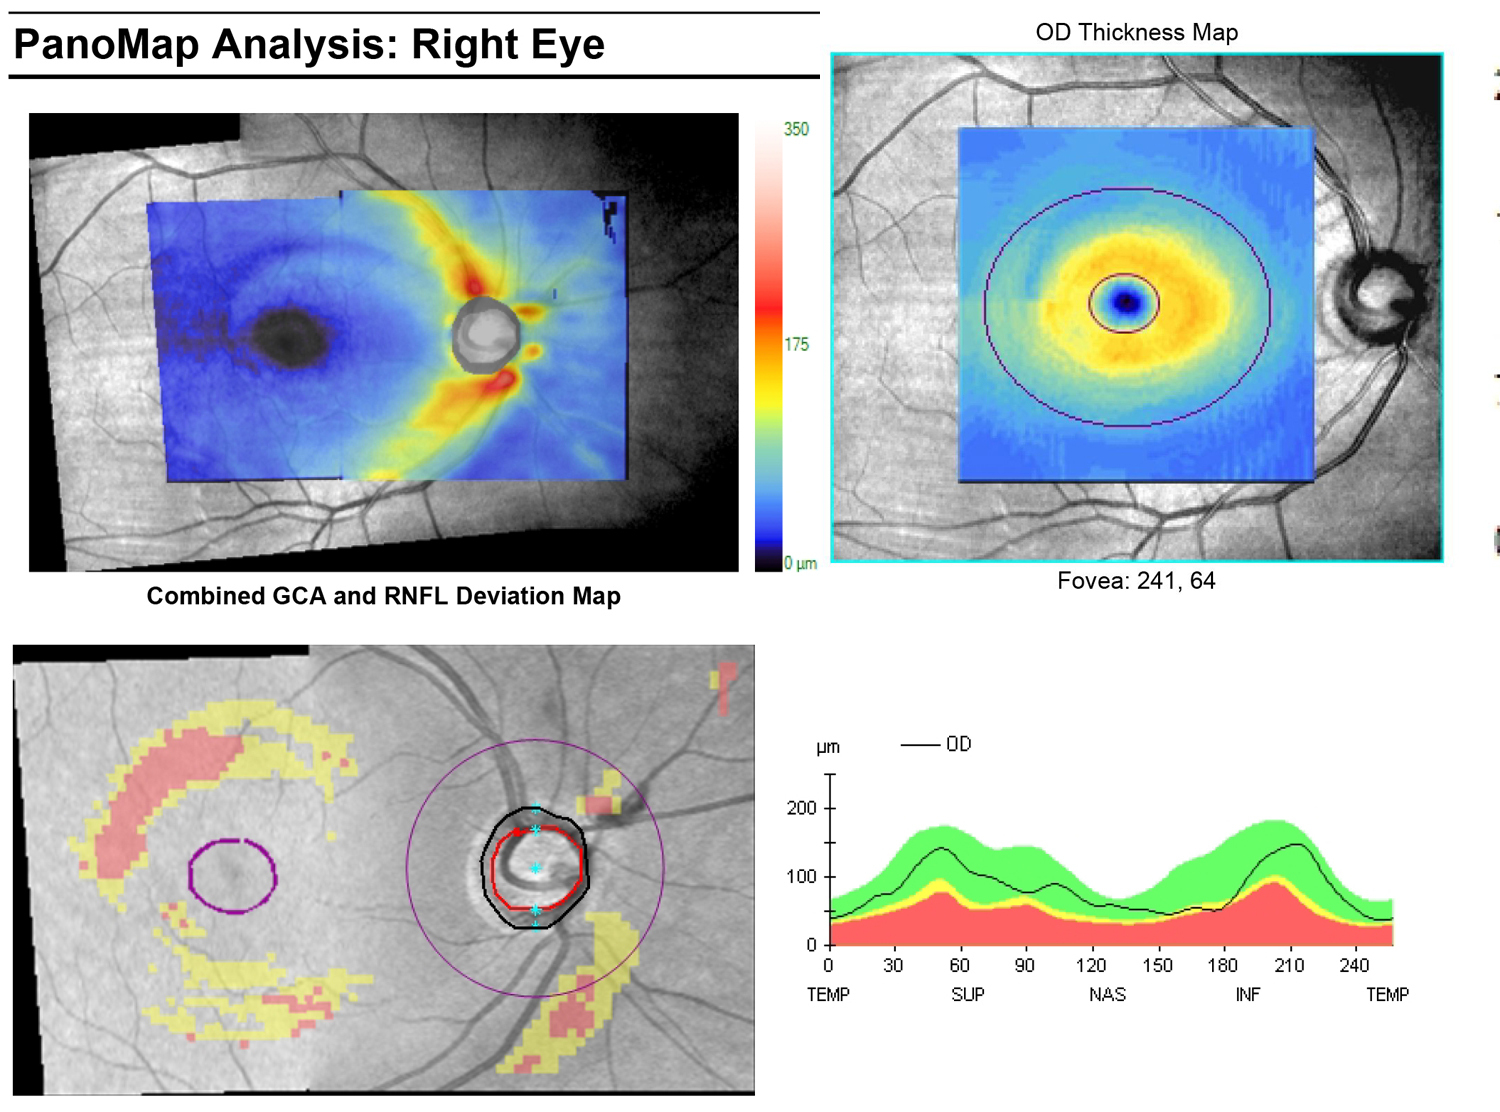 PanoMap Analysis: Right Eye
OD Thickness Map
350
175
0 µm
Fovea: 241, 64
Combined GCA and RNFL Deviation Map
µm
OD
200
100
0
0 30 60 90 120 150 180 210 240
TEMP SUP NAS INF TEMP